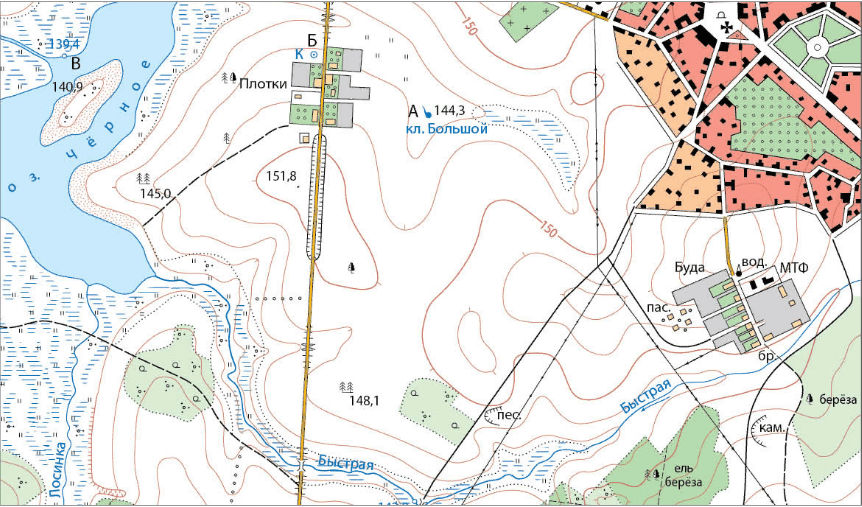 150
139,4
В
Б
К
140,9
Плотки
А
144,3
кл. Большой
оз. Чёрное
145,0
151,8
150
Буда
вод.
МТФ
пас.
бр.
Быстрая
148,1
пес.
берёза
кам.
Лосинка
Быстрая
ель
берёза